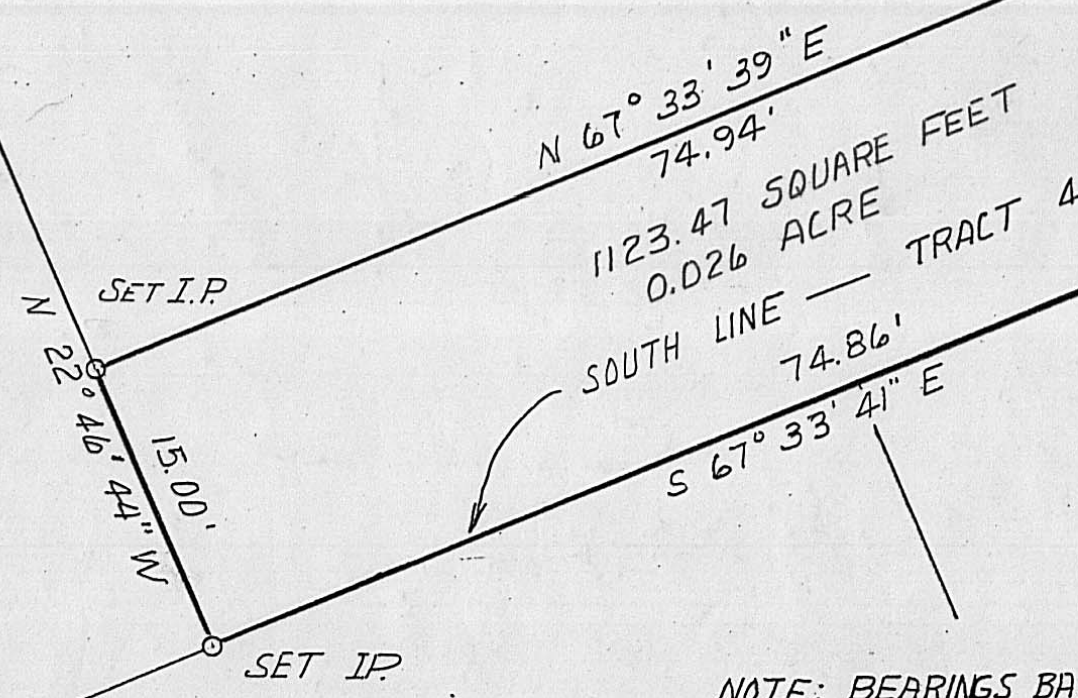 N 67° 33' 39" E
74.94'
1123.47 SQUARE FEET
0.026 ACRE
SOUTH LINE — TRACT 4
74.86'
S 67° 33' 41" E
SET I.P.
N 22° 46' 44" W
15.00'
SET IP.
NOTE: BEARINGS BA